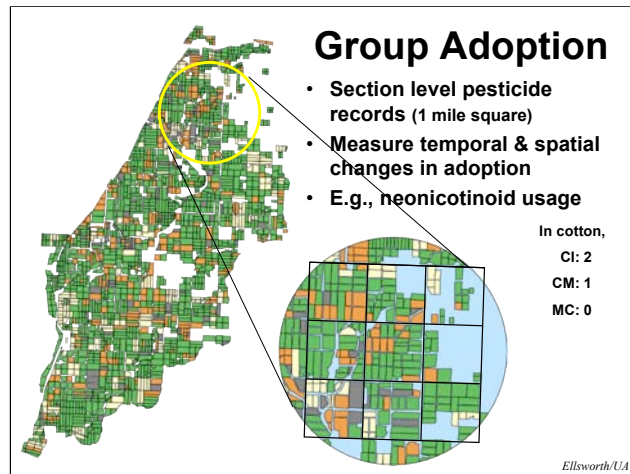 Group Adoption
• Section level pesticide
records (1 mile square)
• Measure temporal & spatial
changes in adoption
• E.g., neonicotinoid usage
In cotton,
CI: 2
CM: 1
MC: 0
Ellsworth/UA